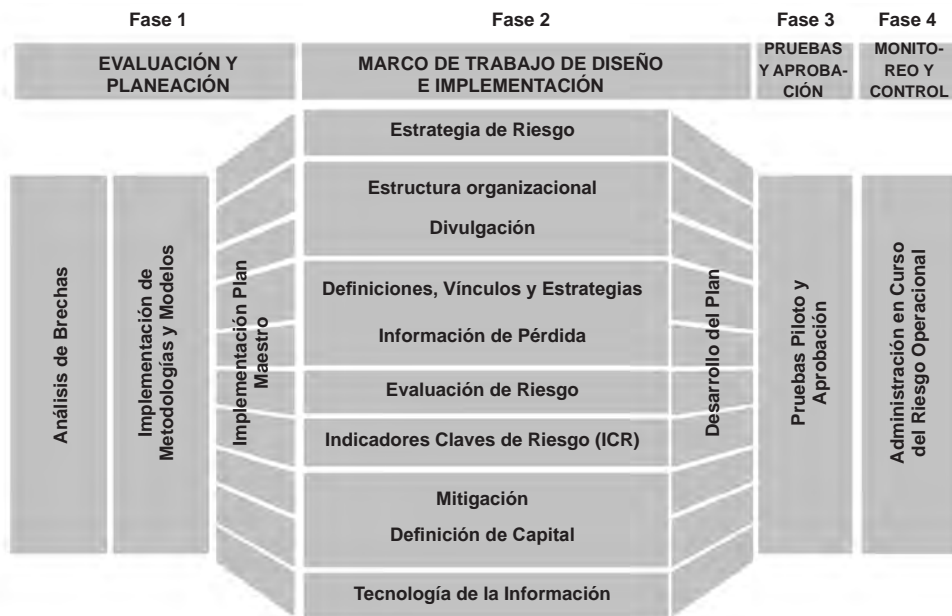 Fase 1
Fase 2
Fase 3
Fase 4
EVALUACIÓN Y
PLANEACIÓN
MARCO DE TRABAJO DE DISEÑO
E IMPLEMENTACIÓN
PRUEBAS
Y APROBA-
CIÓN
MONITO-
REO Y
CONTROL
Análisis de Brechas
Implementación de
Metodologías y Modelos
Implementación Plan
Maestro
Estrategia de Riesgo
Estructura organizacional
Divulgación
Definiciones, Vínculos y Estrategias
Información de Pérdida
Evaluación de Riesgo
Indicadores Claves de Riesgo (ICR)
Mitigación
Definición de Capital
Tecnología de la Información
Desarrollo del Plan
Pruebas Piloto y
Aprobación
Administración en Curso
del Riesgo Operacional